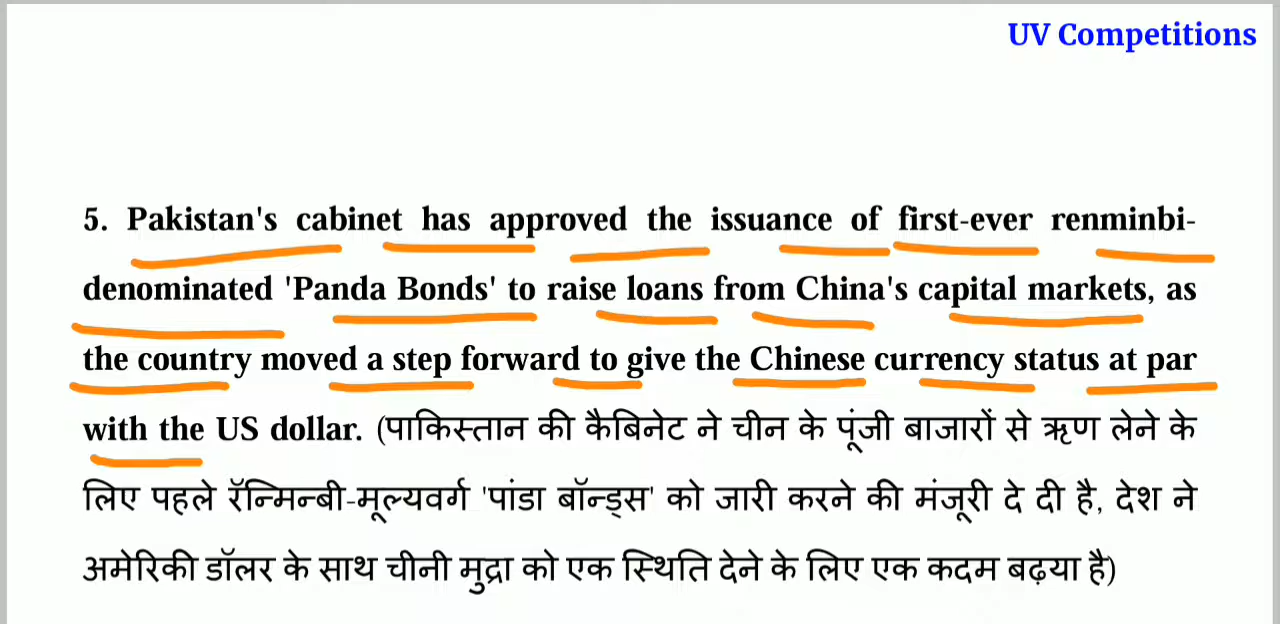 UV Competitions
5. Pakistan's cabinet has approved the issuance of first-ever renminbi-
denominated 'Panda Bonds' to raise loans from China's capital markets, as
the country moved a step forward to give the Chinese currency status at par
with the US dollar. (पाकिस्तान की कैबिनेट ने चीन के पूंजी बाजारों से ऋण लेने के
लिए पहले रॅन्मिन्बी-मूल्यवर्ग 'पांडा बॉन्ड्स' को जारी करने की मंजूरी दे दी है, देश ने
अमेरिकी डॉलर के साथ चीनी मुद्रा को एक स्थिति देने के लिए एक कदम बढ़या है)